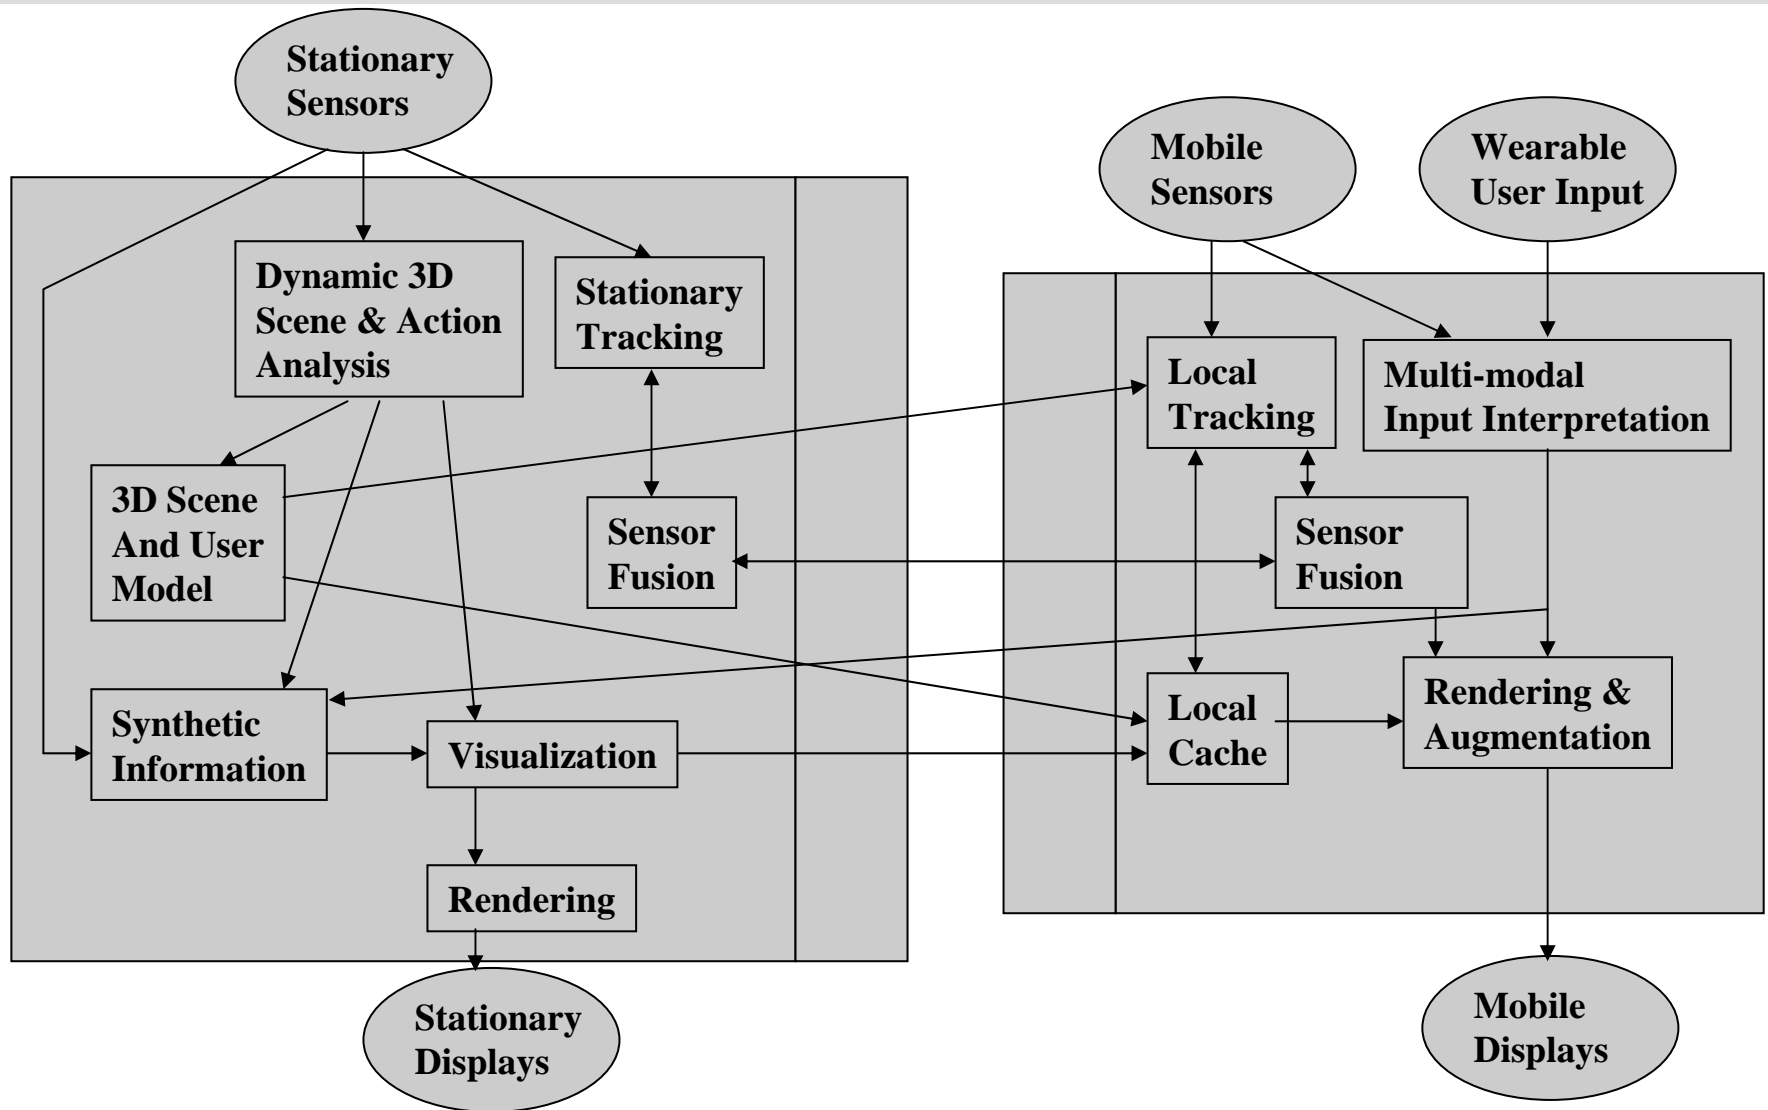 Stationary
Sensors
Mobile
Sensors
Wearable
User Input
Dynamic 3D
Scene & Action
Analysis
Stationary
Tracking
Local
Tracking
Multi-modal
Input Interpretation
3D Scene
And User
Model
Sensor
Fusion
Sensor
Fusion
Synthetic
Information
Visualization
Local
Cache
Rendering &
Augmentation
Rendering
Stationary
Displays
Mobile
Displays